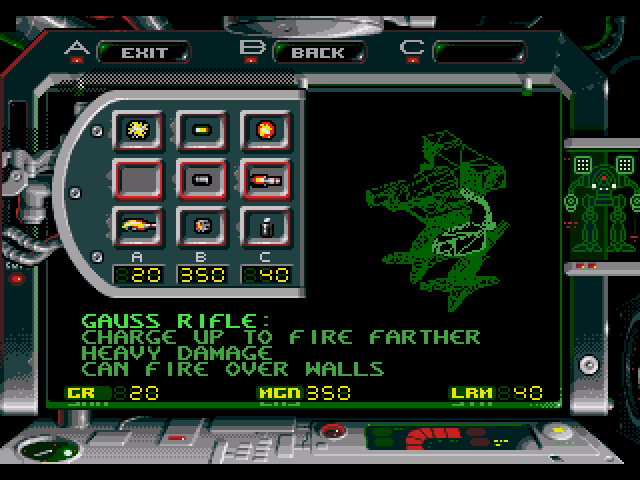 A EXIT B BACK C
A B C
20 350 40
GAUSS RIFLE:
CHARGE UP TO FIRE FARTHER
HEAVY DAMAGE
CAN FIRE OVER WALLS
GR 20 MGN 350 LRM 40